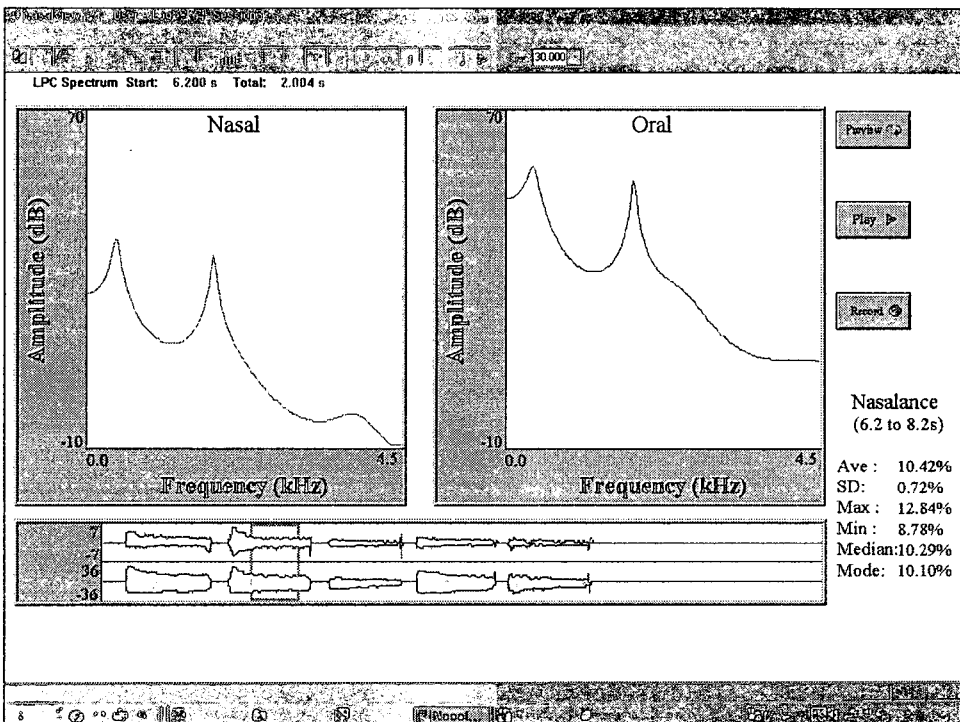 30.000
LPC Spectrum Start: 6.200 s Total: 2.004 s
70
Nasal
Amplitude (dB)
-10
0.0
4.5
Frequency (kHz)
70
Oral
Amplitude (dB)
-10
0.0
4.5
Frequency (kHz)
Preview
Play
Record
Nasalance
(6.2 to 8.2s)
Ave : 10.42%
SD: 0.72%
Max : 12.84%
Min : 8.78%
Median:10.29%
Mode: 10.10%
7
-7
36
-36